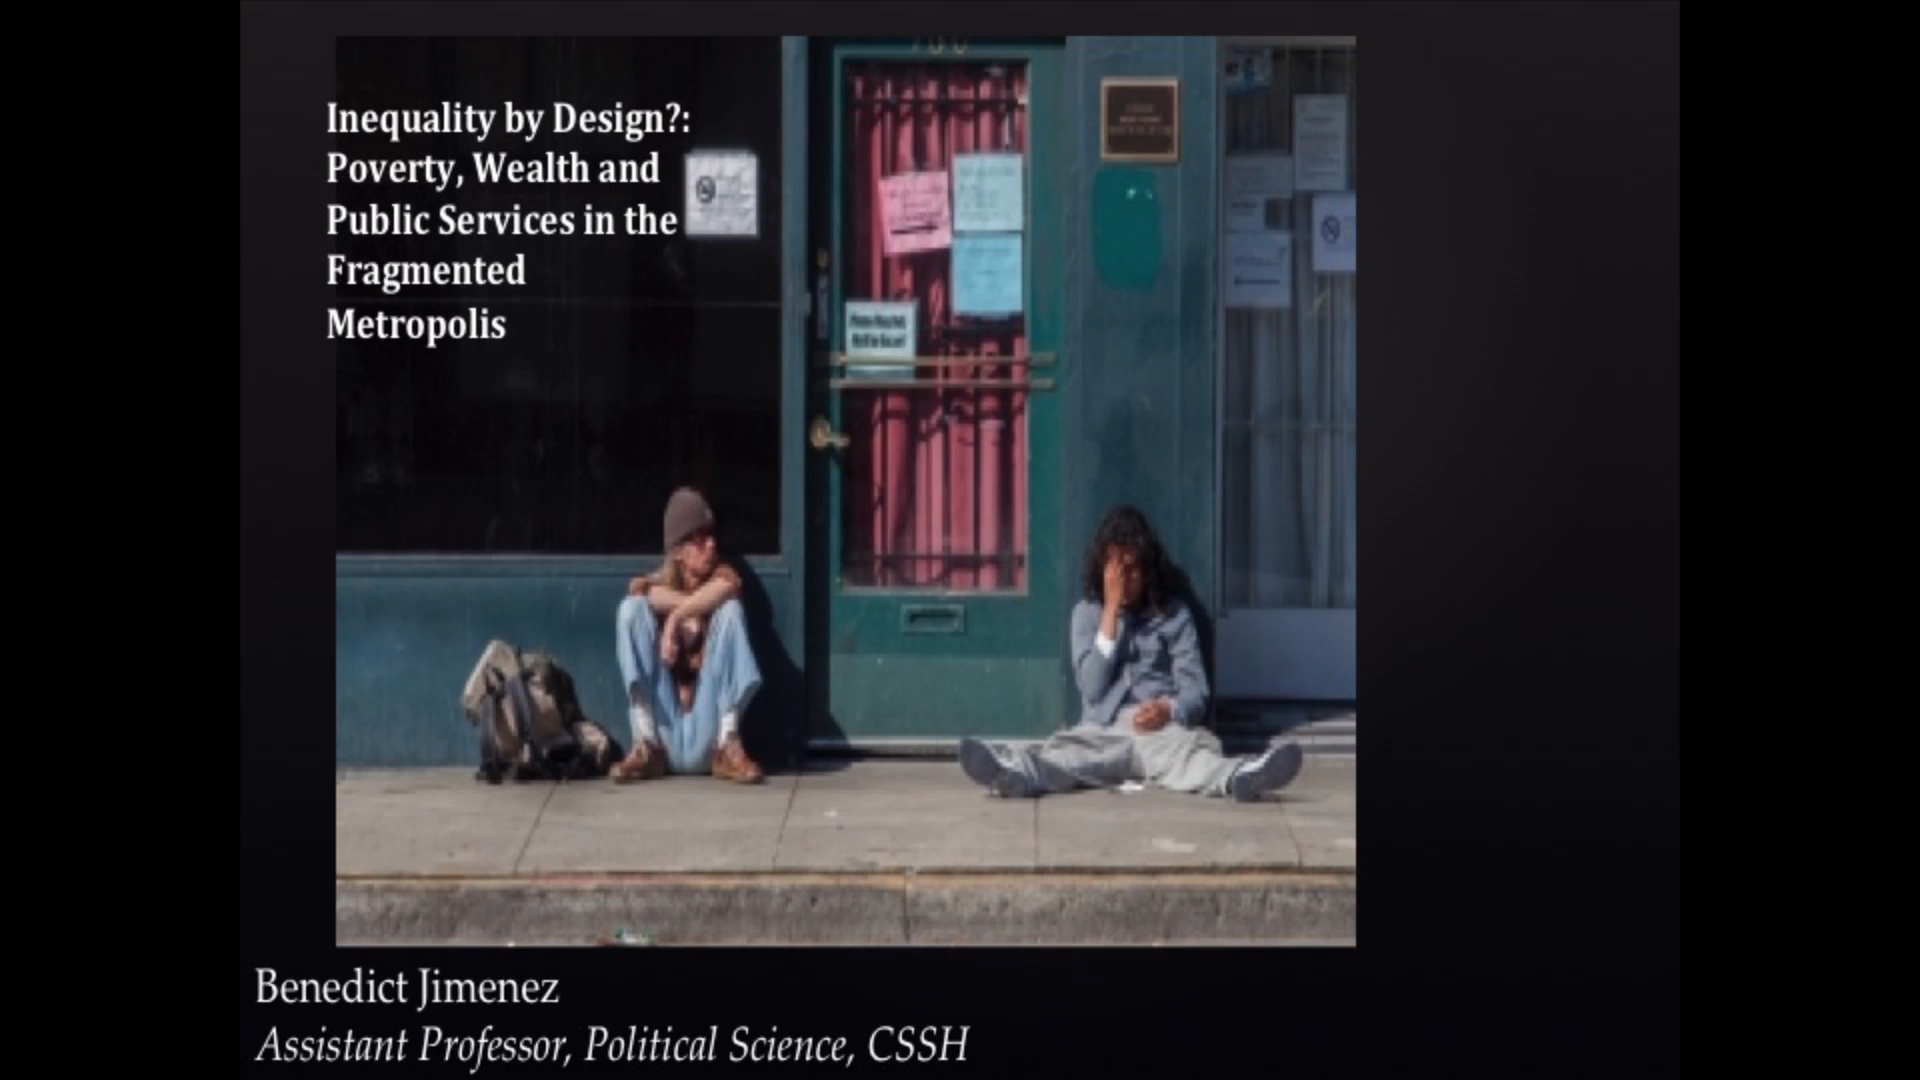 Inequality by Design?:
Poverty, Wealth and
Public Services in the
Fragmented
Metropolis
Benedict Jimenez
Assistant Professor, Political Science, CSSH